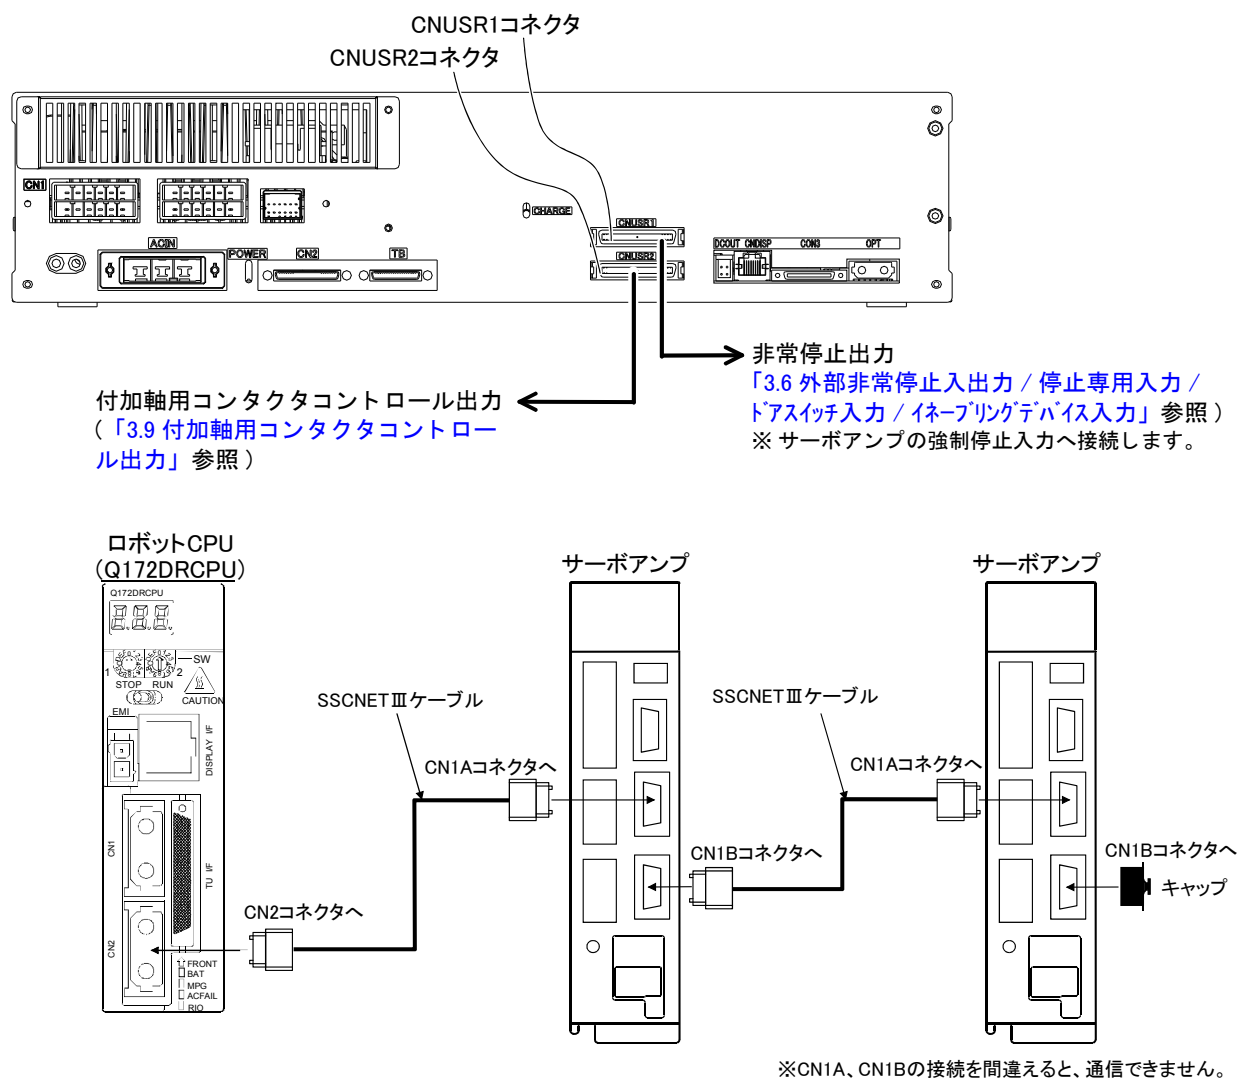 CNUSR1コネクタ
CNUSR2コネクタ
CN1
CHARGE
CNUSR1
ACIN
POWER
CN2
TB
CNUSR2
DCOUT CNDISP CON3 OPT
非常停止出力
「3.6 外部非常停止入出力 / 停止専用入力 /
ﾄﾞｱｽｲｯﾁ入力 / ｲﾈｰﾌﾞﾘﾝｸﾞﾃﾞﾊﾞｲｽ入力」参照 )
※ サーボアンプの強制停止入力へ接続します。
付加軸用コンタクタコントロール出力
(「3.9 付加軸用コンタクタコントロー
ル出力」参照 )
ロボットCPU
(Q172DRCPU)
サーボアンプ
サーボアンプ
Q172DRCPU
SW
1
2
STOP RUN
CAUTION
EMI
DISPLAY I/F
SSCNETⅢケーブル
SSCNETⅢケーブル
CN1Aコネクタへ
CN1Aコネクタへ
CN1
TU I/F
CN1Bコネクタへ
CN1Bコネクタへ
キャップ
CN2コネクタへ
CN2
FRONT
BAT
MPG
ACFAIL
RIO
※CN1A、CN1Bの接続を間違えると、通信できません。